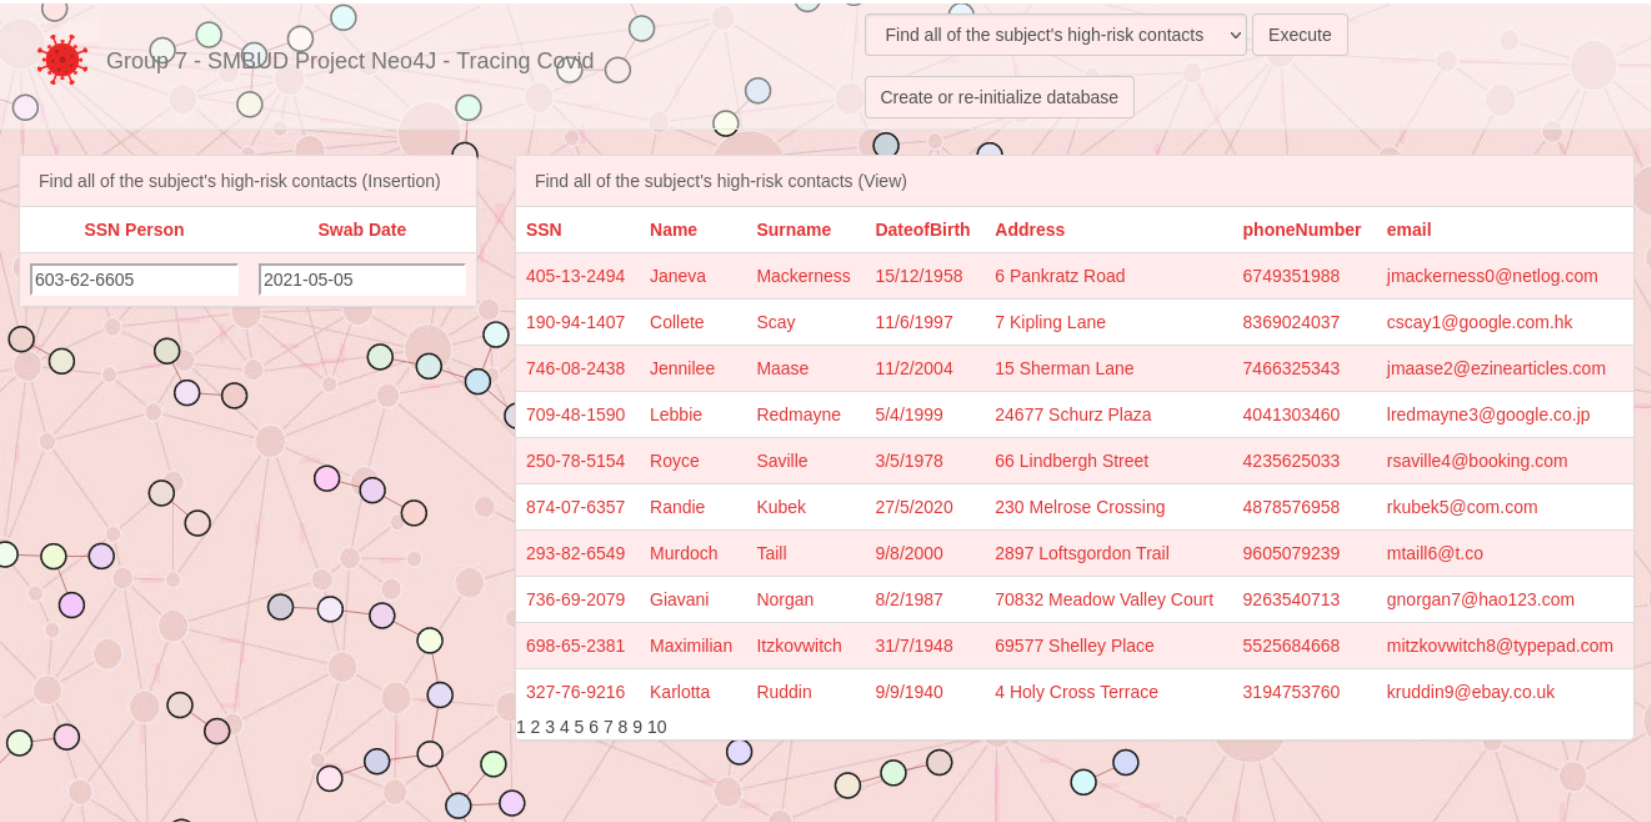 Group 7 - SMBUD Project Neo4J - Tracing Covid
Find all of the subject's high-risk contacts Execute
Create or re-initialize database
Find all of the subject's high-risk contacts (Insertion)
SSN Person Swab Date
603-62-6605 2021-05-05
Find all of the subject's high-risk contacts (View)
SSN Name Surname DateofBirth Address phoneNumber email
405-13-2494 Janeva Mackerness 15/12/1958 6 Pankratz Road 6749351988 jmackerness0@netlog.com
190-94-1407 Collete Scay 11/6/1997 7 Kipling Lane 8369024037 cscay1@google.com.hk
746-08-2438 Jennilee Maase 11/2/2004 15 Sherman Lane 7466325343 jmaase2@ezinearticles.com
709-48-1590 Lebbie Redmayne 5/4/1999 24677 Schurz Plaza 4041303460 lredmayne3@google.co.jp
250-78-5154 Royce Saville 3/5/1978 66 Lindbergh Street 4235625033 rsaville4@booking.com
874-07-6357 Randie Kubek 27/5/2020 230 Melrose Crossing 4878576958 rkubek5@com.com
293-82-6549 Murdoch Taill 9/8/2000 2897 Loftsgordon Trail 9605079239 mtaill6@t.co
736-69-2079 Giavani Norgan 8/2/1987 70832 Meadow Valley Court 9263540713 gnorgan7@hao123.com
698-65-2381 Maximilian Itzkovwitch 31/7/1948 69577 Shelley Place 5525684668 mitzkovwitch8@typepad.com
327-76-9216 Karlotta Ruddin 9/9/1940 4 Holy Cross Terrace 3194753760 kruddin9@ebay.co.uk
1 2 3 4 5 6 7 8 9 10